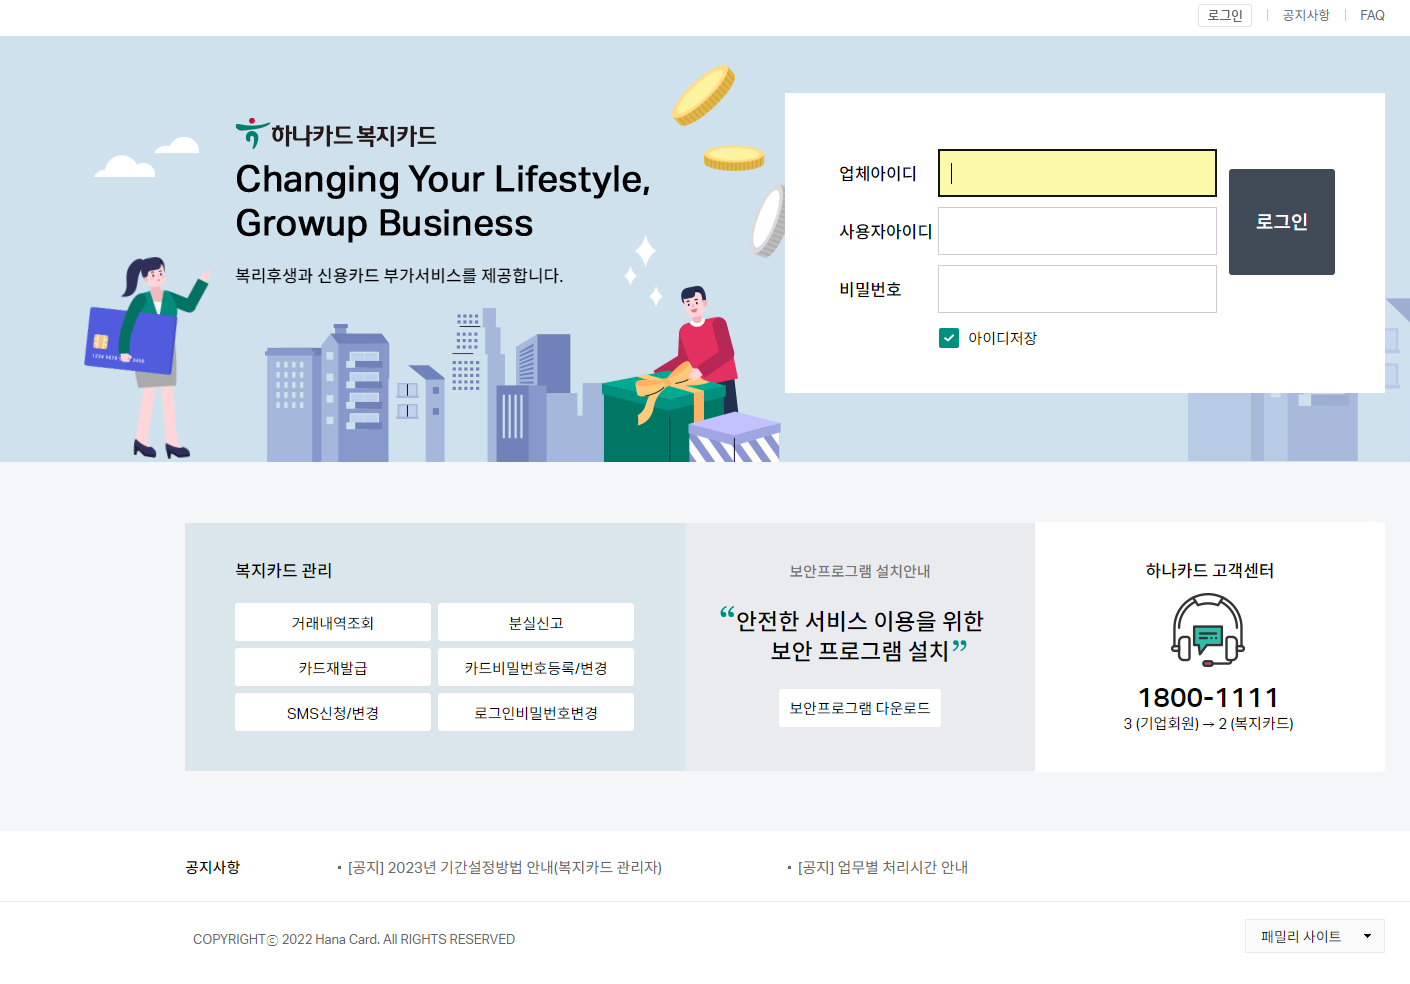 로그인
공지사항
FAQ
하나카드 복지카드
Changing Your Lifestyle,
Growup Business
복리후생과 신용카드 부가서비스를 제공합니다.
업체아이디
사용자아이디
비밀번호
로그인
아이디저장
복지카드 관리
거래내역조회
분실신고
카드재발급
카드비밀번호등록/변경
SMS신청/변경
로그인비밀번호변경
보안프로그램 설치안내
“안전한 서비스 이용을 위한
보안 프로그램 설치”
보안프로그램 다운로드
하나카드 고객센터
1800-1111
3 (기업회원) → 2 (복지카드)
공지사항
[공지] 2023년 기간설정방법 안내(복지카드 관리자)
[공지] 업무별 처리시간 안내
COPYRIGHTⓒ 2022 Hana Card. All RIGHTS RESERVED
패밀리 사이트